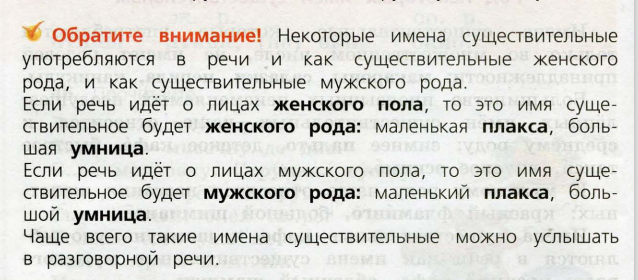 Обратите внимание! Некоторые имена существительные
употребляются в речи и как существительные женского
рода, и как существительные мужского рода.
Если речь идёт о лицах женского пола, то это имя суще-
ствительное будет женского рода: маленькая плакса, боль-
шая умница.
Если речь идёт о лицах мужского пола, то это имя суще-
ствительное будет мужского рода: маленький плакса, боль-
шой умница.
Чаще всего такие имена существительные можно услышать
в разговорной речи.